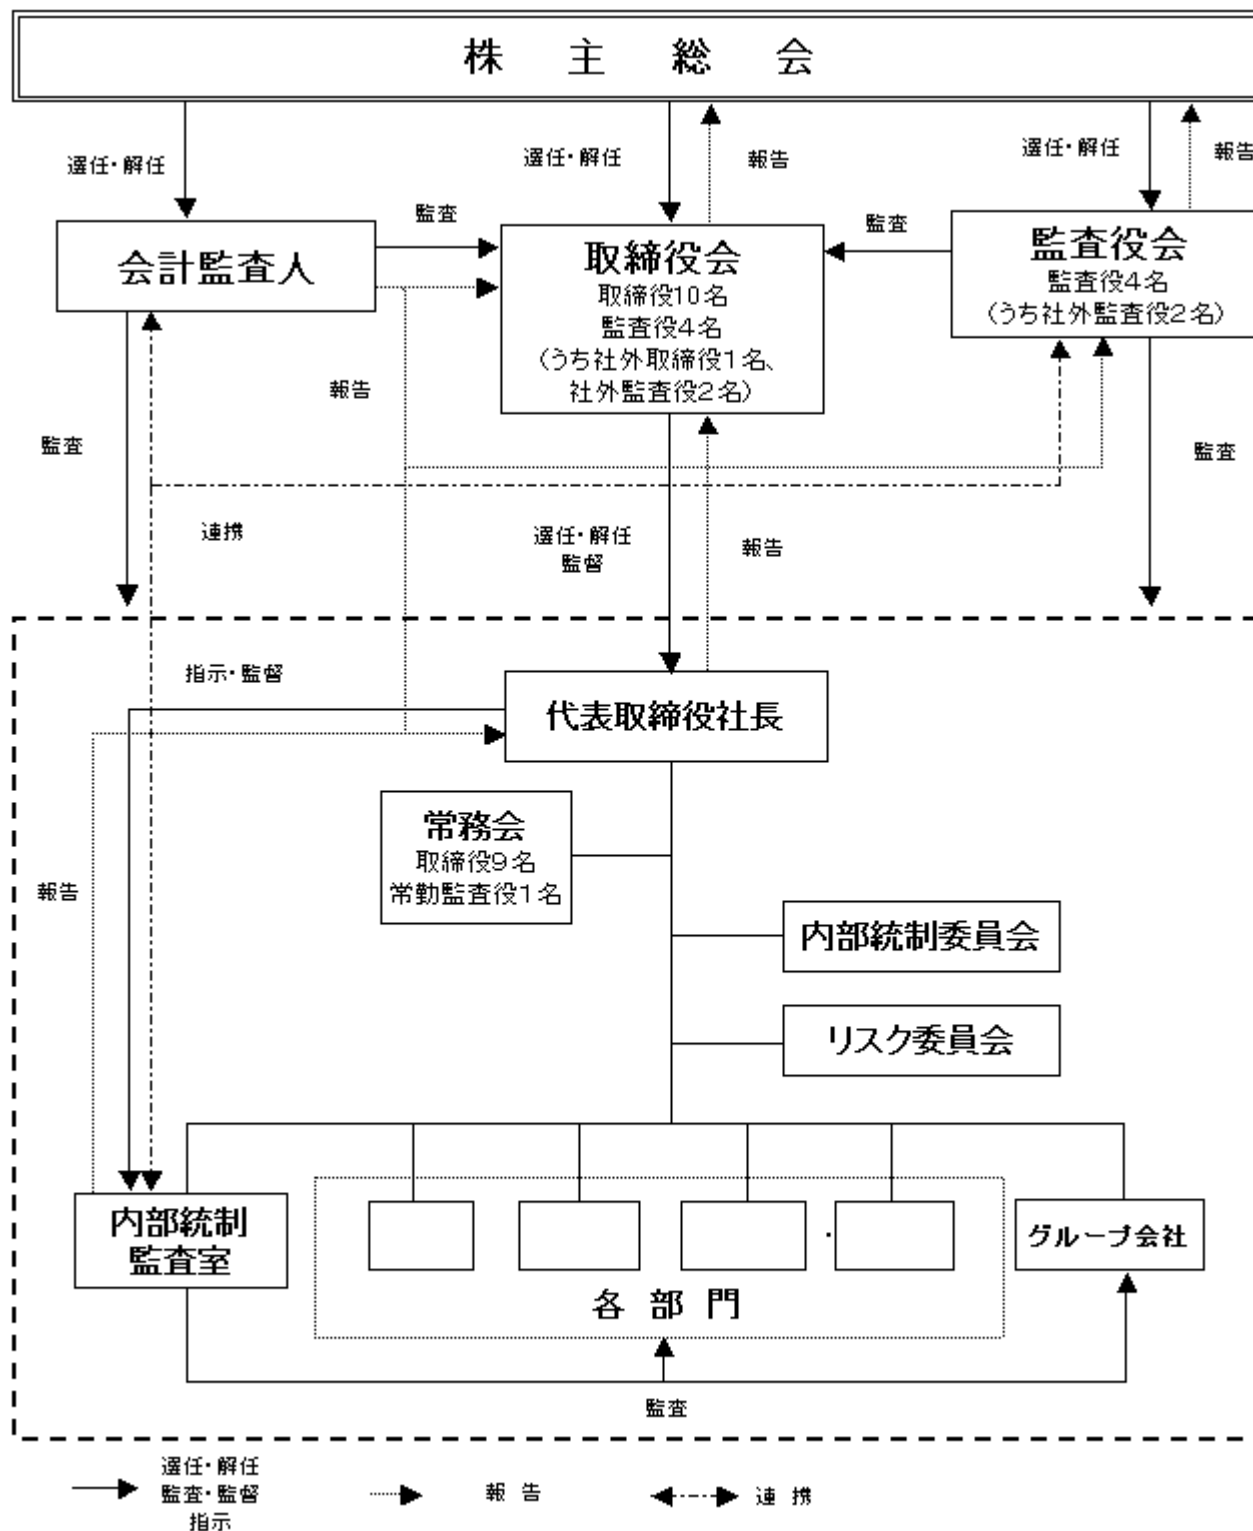 株主総会
選任・解任
選任・解任
報告
選任・解任
報告
監査
監査
会計監査人
取締役会
取締役10名
監査役4名
(うち社外取締役1名、
社外監査役2名)
監査役会
監査役4名
(うち社外監査役2名)
報告
監査
監査
連携
選任・解任
監督
報告
指示・監督
代表取締役社長
常務会
取締役9名
常勤監査役1名
報告
内部統制委員会
リスク委員会
内部統制
監査室
・
各部門
グループ会社
監査
選任・解任
監査・監督
指示
報告
連携